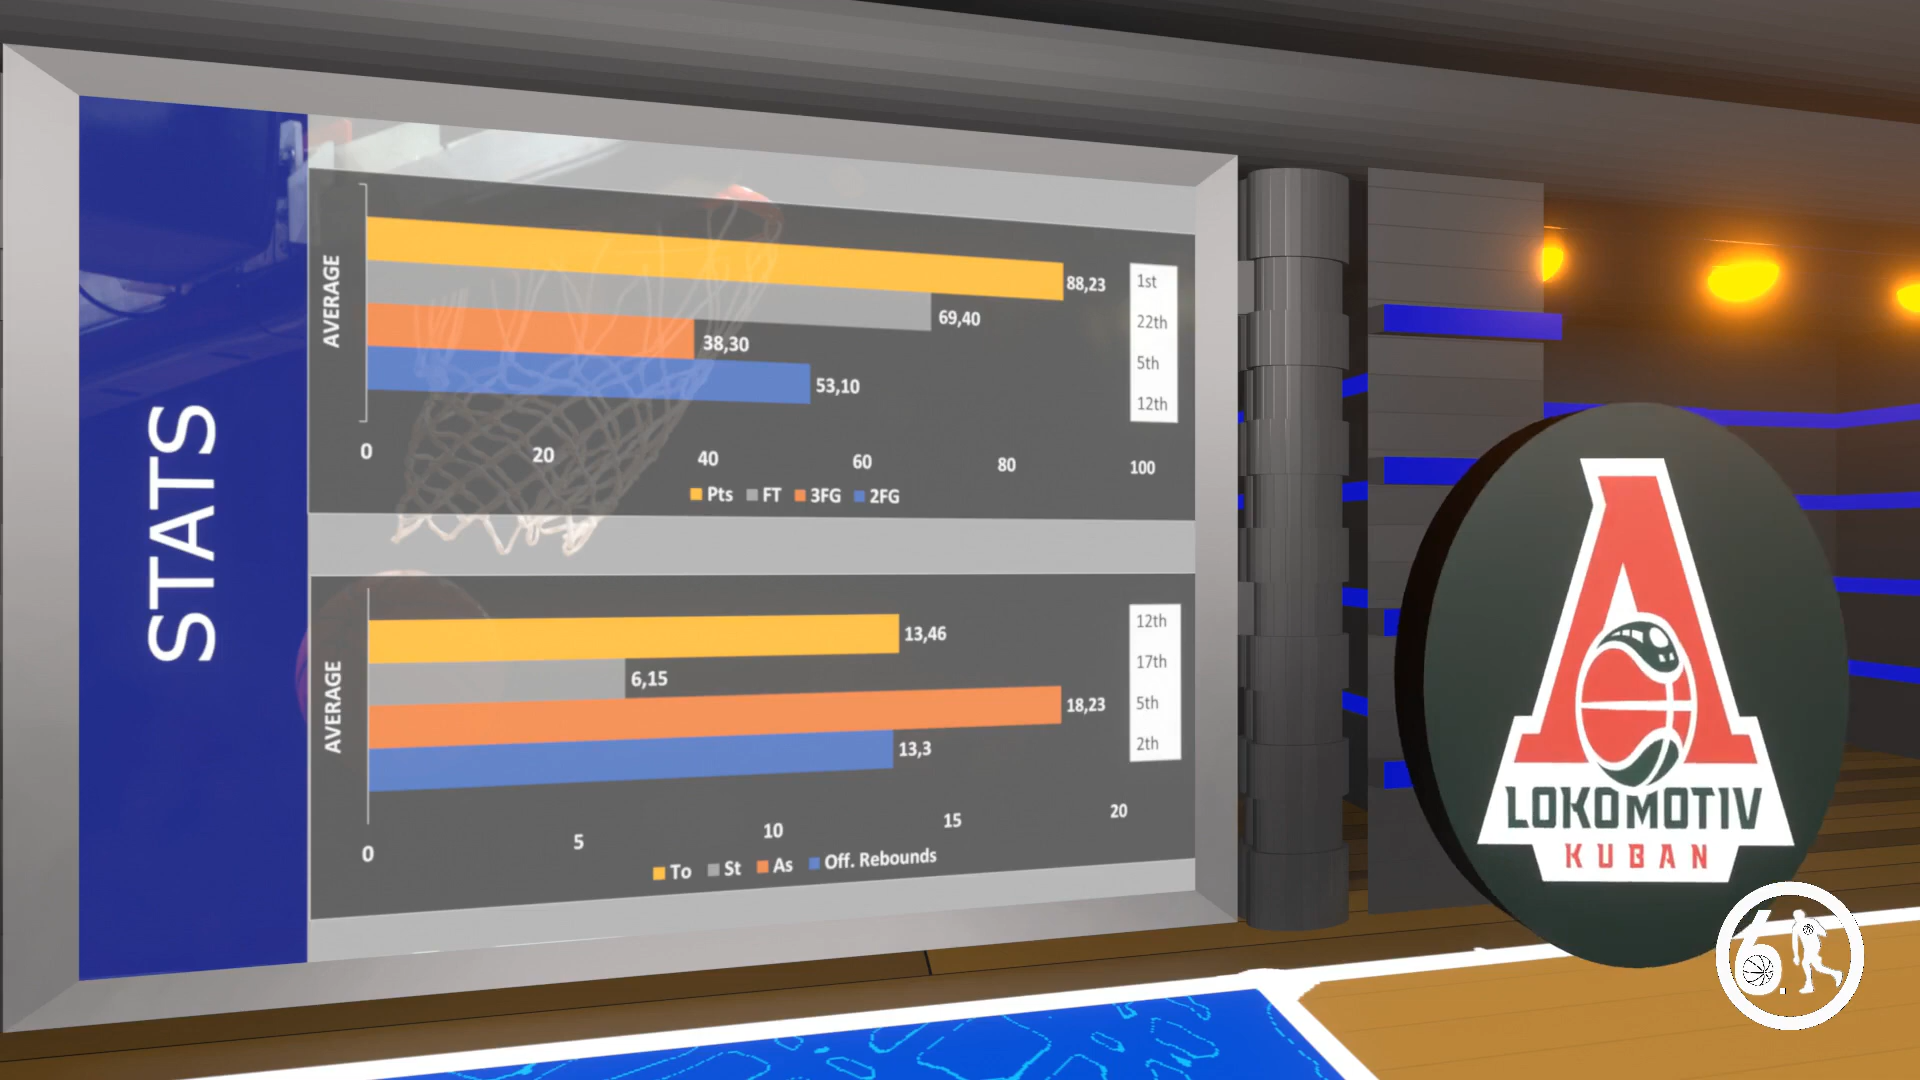 STATS
AVERAGE
88,23
69,40
38,30
53,10
1st
22th
5th
12th
0 20 40 60 80 100
Pts FT 3FG 2FG
AVERAGE
13,46
6,15
18,23
13,3
12th
17th
5th
2th
0 5 10 15 20
To St As Off. Rebounds
LOKOMOTIV
KUBAN
6.